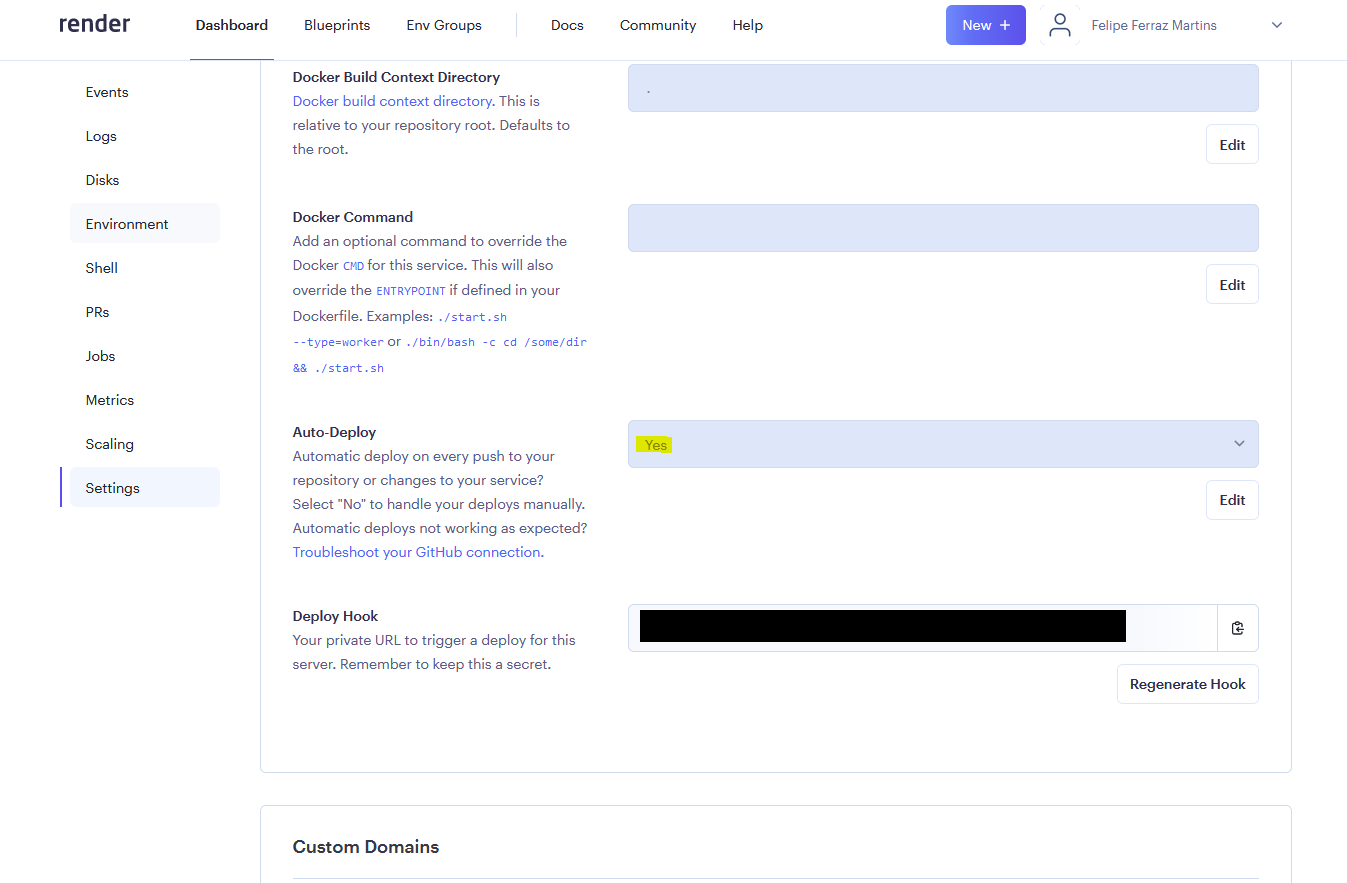 render
Dashboard
Blueprints
Env Groups
Docs
Community
Help
New +
Felipe Ferraz Martins
Events
Logs
Disks
Environment
Shell
PRs
Jobs
Metrics
Scaling
Settings
Docker Build Context Directory
Docker build context directory. This is
relative to your repository root. Defaults to
the root.
.
Edit
Docker Command
Add an optional command to override the
Docker CMD for this service. This will also
override the ENTRYPOINT if defined in your
Dockerfile. Examples: ./start.sh
--type=worker or ./bin/bash -c cd /some/dir
&& ./start.sh
Edit
Auto-Deploy
Automatic deploy on every push to your
repository or changes to your service?
Select "No" to handle your deploys manually.
Automatic deploys not working as expected?
Troubleshoot your GitHub connection.
Yes
Edit
Deploy Hook
Your private URL to trigger a deploy for this
server. Remember to keep this a secret.
Regenerate Hook
Custom Domains